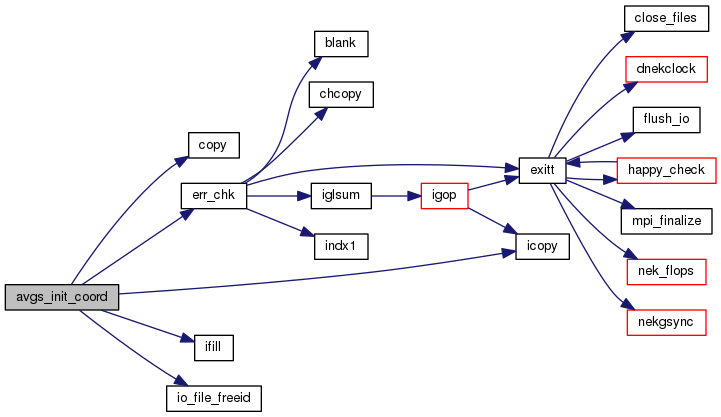 close_files
blank
dnekclock
chcopy
flush_io
copy
exitt
happy_check
err_chk
iglsum
igop
mpi_finalize
indx1
icopy
nek_flops
avgs_init_coord
nekgsync
ifill
io_file_freeid